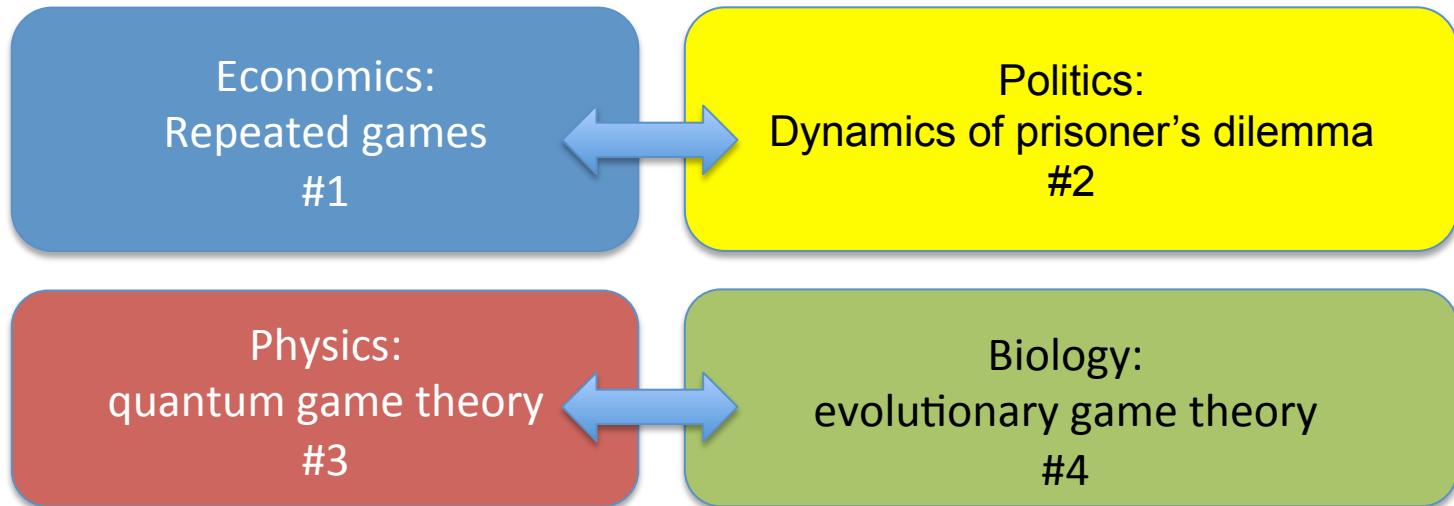 Economics:
Repeated games
#1
Politics:
Dynamics of prisoner’s dilemma
#2
Physics:
quantum game theory
#3
Biology:
evolutionary game theory
#4